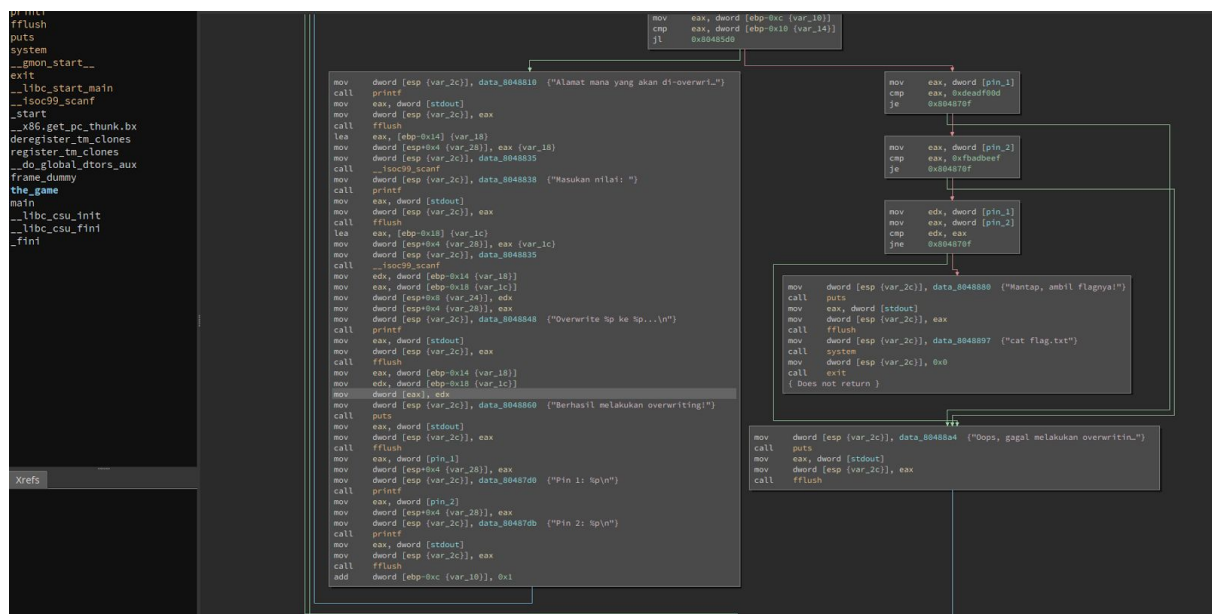 printf
fflush
puts
system
__gmon_start__
exit
__libc_start_main
__isoc99_scanf
_start
__x86.get_pc_thunk.bx
deregister_tm_clones
register_tm_clones
__do_global_dtors_aux
frame_dummy
the_game
main
__libc_csu_init
__libc_csu_fini
_fini
Xrefs
mov eax, dword [ebp-0xc {var_10}]
cmp eax, dword [ebp-0x10 {var_14}]
jl 0x80485d0
mov dword [esp {var_2c}], data_8048810 {"Alamat mana yang akan di-overwri…"}
call printf
mov eax, dword [stdout]
mov dword [esp {var_2c}], eax
call fflush
lea eax, [ebp-0x14] {var_18}
mov dword [esp+0x4 {var_28}], eax {var_18}
mov dword [esp {var_2c}], data_8048835
call __isoc99_scanf
mov dword [esp {var_2c}], data_8048838 {"Masukan nilai: "}
call printf
mov eax, dword [stdout]
mov dword [esp {var_2c}], eax
call fflush
lea eax, [ebp-0x18] {var_1c}
mov dword [esp+0x4 {var_28}], eax {var_1c}
mov dword [esp {var_2c}], data_8048835
call __isoc99_scanf
mov edx, dword [ebp-0x14 {var_18}]
mov eax, dword [ebp-0x18 {var_1c}]
mov dword [esp+0x8 {var_24}], edx
mov dword [esp+0x4 {var_28}], eax
mov dword [esp {var_2c}], data_8048848 {"Overwrite %p ke %p...\n"}
call printf
mov eax, dword [stdout]
mov dword [esp {var_2c}], eax
call fflush
mov eax, dword [ebp-0x14 {var_18}]
mov edx, dword [ebp-0x18 {var_1c}]
mov dword [eax], edx
mov dword [esp {var_2c}], data_8048860 {"Berhasil melakukan overwriting!"}
call puts
mov eax, dword [stdout]
mov dword [esp {var_2c}], eax
call fflush
mov eax, dword [pin_1]
mov dword [esp+0x4 {var_28}], eax
mov dword [esp {var_2c}], data_80487d0 {"Pin 1: %p\n"}
call printf
mov eax, dword [pin_2]
mov dword [esp+0x4 {var_28}], eax
mov dword [esp {var_2c}], data_80487db {"Pin 2: %p\n"}
call printf
mov eax, dword [stdout]
mov dword [esp {var_2c}], eax
call fflush
add dword [ebp-0xc {var_10}], 0x1
mov eax, dword [pin_1]
cmp eax, 0xdeadf00d
je 0x804870f
mov eax, dword [pin_2]
cmp eax, 0xfbadbeef
je 0x804870f
mov edx, dword [pin_1]
mov eax, dword [pin_2]
cmp edx, eax
jne 0x804870f
mov dword [esp {var_2c}], data_8048880 {"Mantap, ambil flagnya!"}
call puts
mov eax, dword [stdout]
mov dword [esp {var_2c}], eax
call fflush
mov dword [esp {var_2c}], data_8048897 {"cat flag.txt"}
call system
mov dword [esp {var_2c}], 0x0
call exit
{ Does not return }
mov dword [esp {var_2c}], data_80488a4 {"Oops, gagal melakukan overwritin…"}
call puts
mov eax, dword [stdout]
mov dword [esp {var_2c}], eax
call fflush